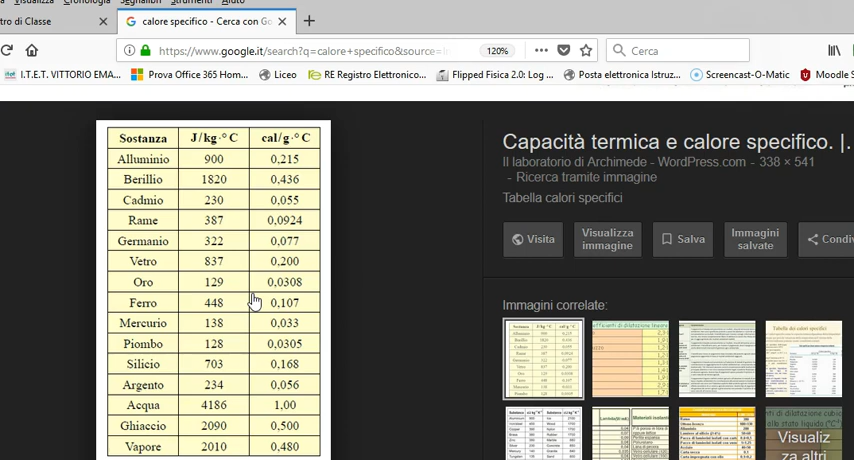 Visualizza Cronologia Segnalibri Strumenti Aiuto
tro di Classe
calore specifico - Cerca con Go
https://www.google.it/search?q=calore+specifico&source=l
120%
Cerca
I.T.E.T. VITTORIO EMA... Prova Office 365 Hom... Liceo RE Registro Elettronico... Flipped Fisica 2.0: Log ... Posta elettronica Istruz... Screencast-O-Matic Moodle S
Sostanza J/kg·°C cal/g·°C
Alluminio 900 0,215
Berillio 1820 0,436
Cadmio 230 0,055
Rame 387 0,0924
Germanio 322 0,077
Vetro 837 0,200
Oro 129 0,0308
Ferro 448 0,107
Mercurio 138 0,033
Piombo 128 0,0305
Silicio 703 0,168
Argento 234 0,056
Acqua 4186 1,00
Ghiaccio 2090 0,500
Vapore 2010 0,480
Capacità termica e calore specifico. |.
Il laboratorio di Archimede - WordPress.com - 338 × 541
- Ricerca tramite immagine
Tabella calori specifici
Visita
Visualizza
immagine
Salva
Immagini
salvate
Condiv
Immagini correlate:
Tabella dei calori specifici
Visualiz
za altri